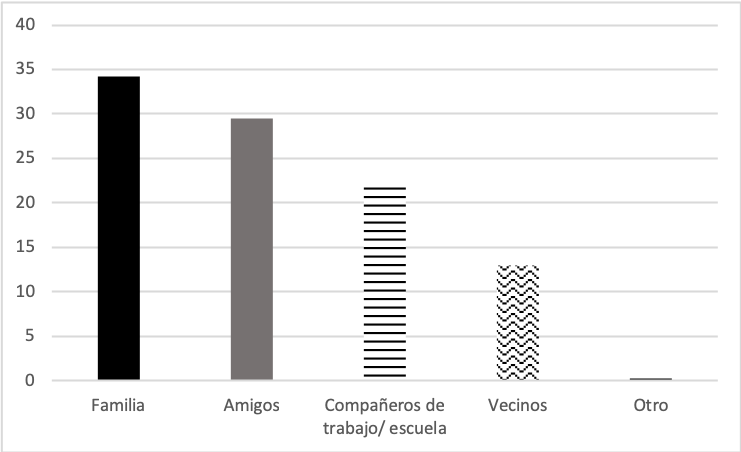 40
35
30
25
20
15
10
5
0
Familia
Amigos
Compañeros de
trabajo/ escuela
Vecinos
Otro